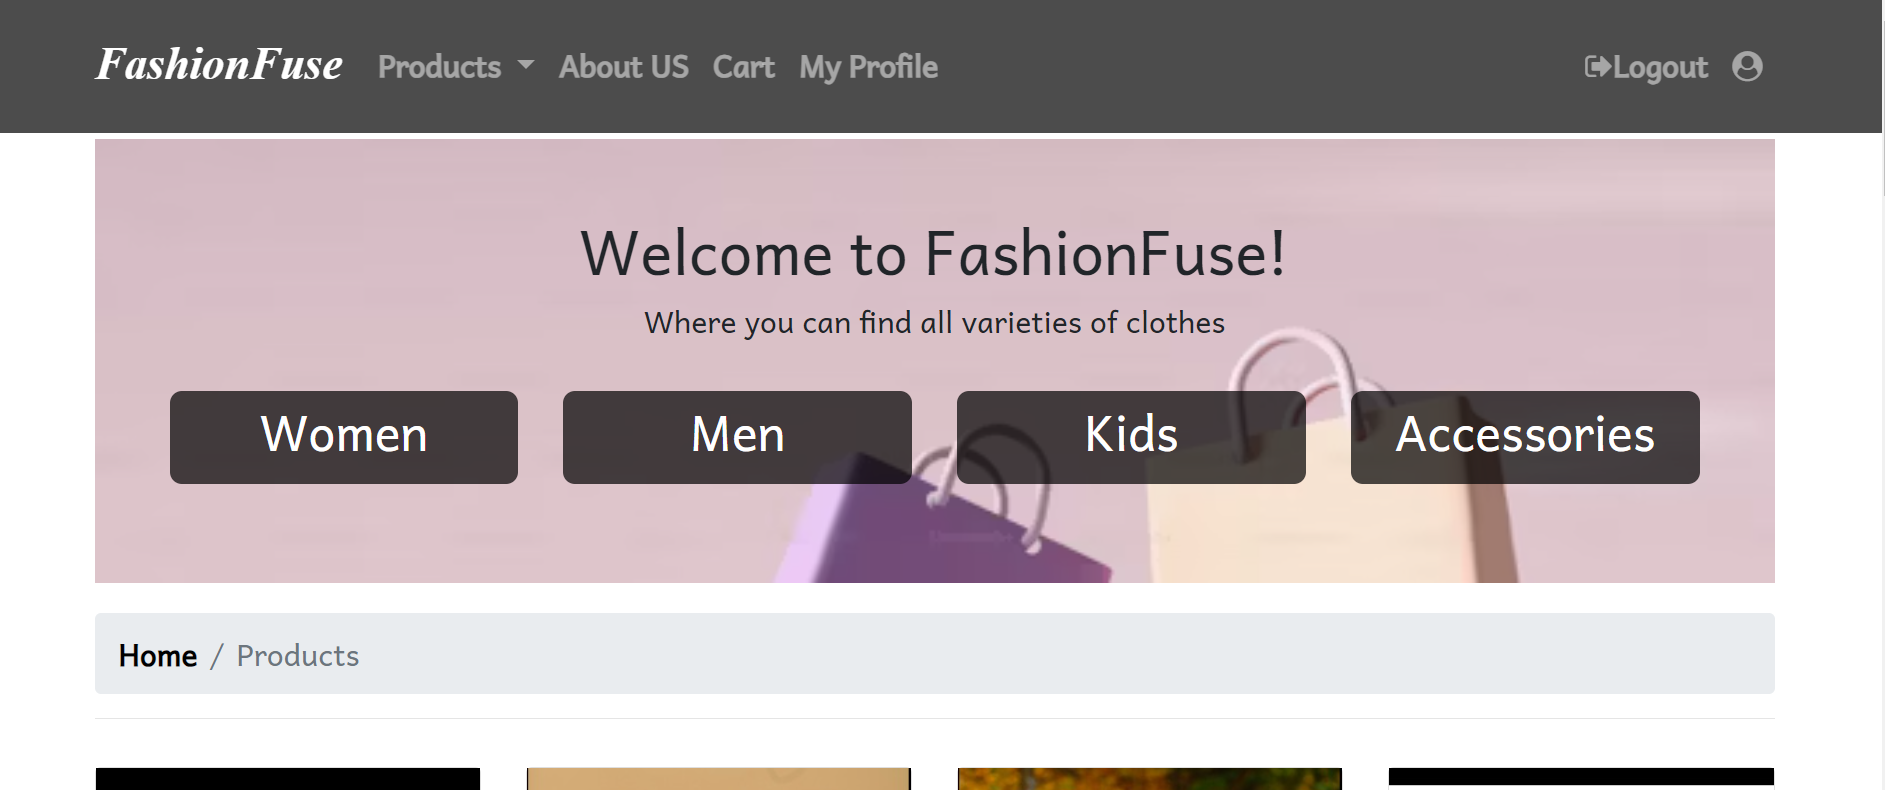 FashionFuse Products About US Cart My Profile Logout
Welcome to FashionFuse!
Where you can find all varieties of clothes
Women Men Kids Accessories
Home / Products